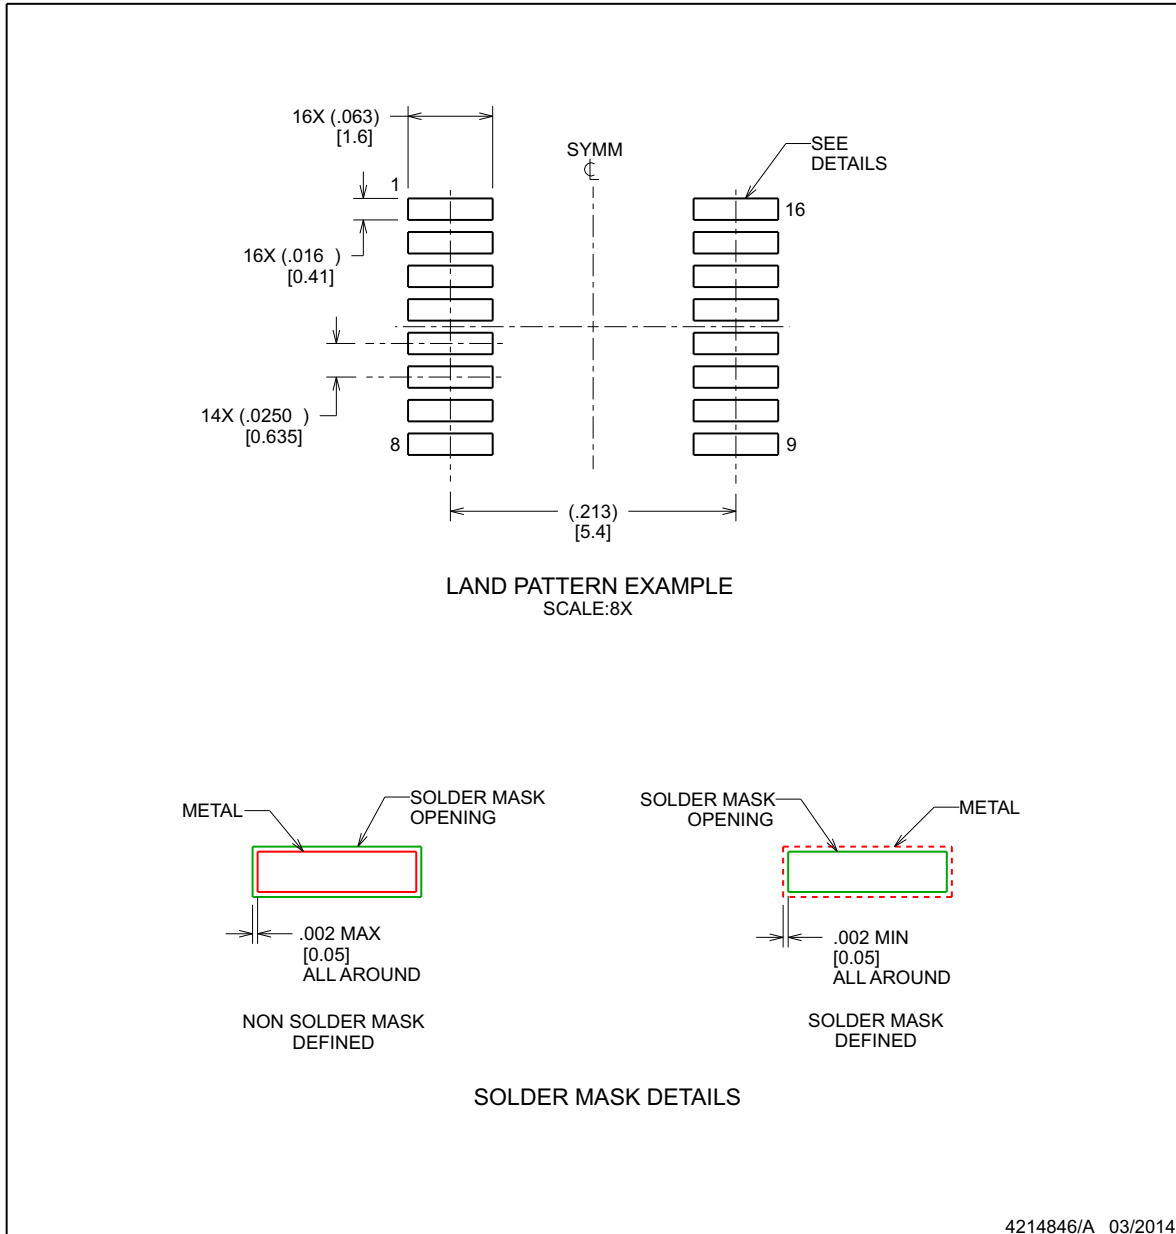 16X (.063)
[1.6]
SYMM
SEE
DETAILS
1
16
16X (.016 )
[0.41]
14X (.0250 )
[0.635]
8
9
(.213)
[5.4]
LAND PATTERN EXAMPLE
SCALE:8X
METAL
SOLDER MASK
OPENING
.002 MAX
[0.05]
ALL AROUND
NON SOLDER MASK
DEFINED
SOLDER MASK
OPENING
METAL
.002 MIN
[0.05]
ALL AROUND
SOLDER MASK
DEFINED
SOLDER MASK DETAILS
4214846/A 03/2014